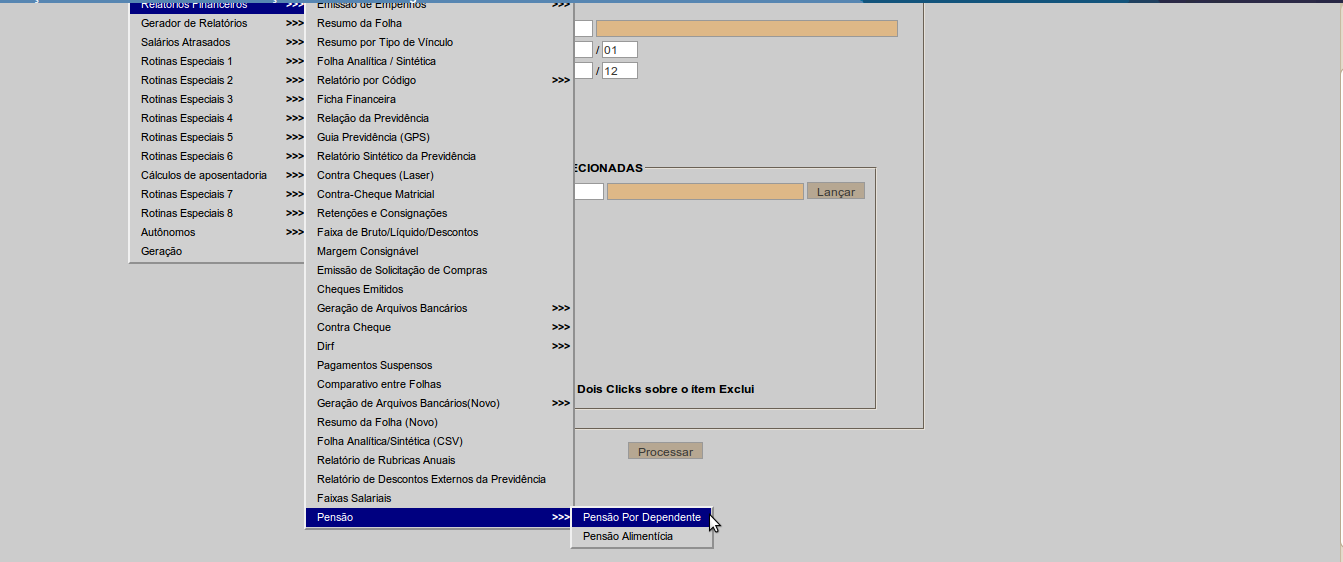 Relatórios Financeiros >>>
Gerador de Relatórios >>>
Salários Atrasados >>>
Rotinas Especiais 1 >>>
Rotinas Especiais 2 >>>
Rotinas Especiais 3 >>>
Rotinas Especiais 4 >>>
Rotinas Especiais 5 >>>
Rotinas Especiais 6 >>>
Cálculos de aposentadoria >>>
Rotinas Especiais 7 >>>
Rotinas Especiais 8 >>>
Autônomos >>>
Geração
Emissão de Empenhos >>>
Resumo da Folha
Resumo por Tipo de Vínculo
Folha Analítica / Sintética
Relatório por Código >>>
Ficha Financeira
Relação da Previdência
Guia Previdência (GPS)
Relatório Sintético da Previdência
Contra Cheques (Laser)
Contra-Cheque Matricial
Retenções e Consignações
Faixa de Bruto/Líquido/Descontos
Margem Consignável
Emissão de Solicitação de Compras
Cheques Emitidos
Geração de Arquivos Bancários >>>
Contra Cheque >>>
Dirf >>>
Pagamentos Suspensos
Comparativo entre Folhas
Geração de Arquivos Bancários(Novo) >>>
Resumo da Folha (Novo)
Folha Analítica/Sintética (CSV)
Relatório de Rubricas Anuais
Relatório de Descontos Externos da Previdência
Faixas Salariais
Pensão >>>
Pensão Por Dependente
Pensão Alimentícia
/ 01
/ 12
ECIONADAS
Lançar
Dois Clicks sobre o ítem Exclui
Processar